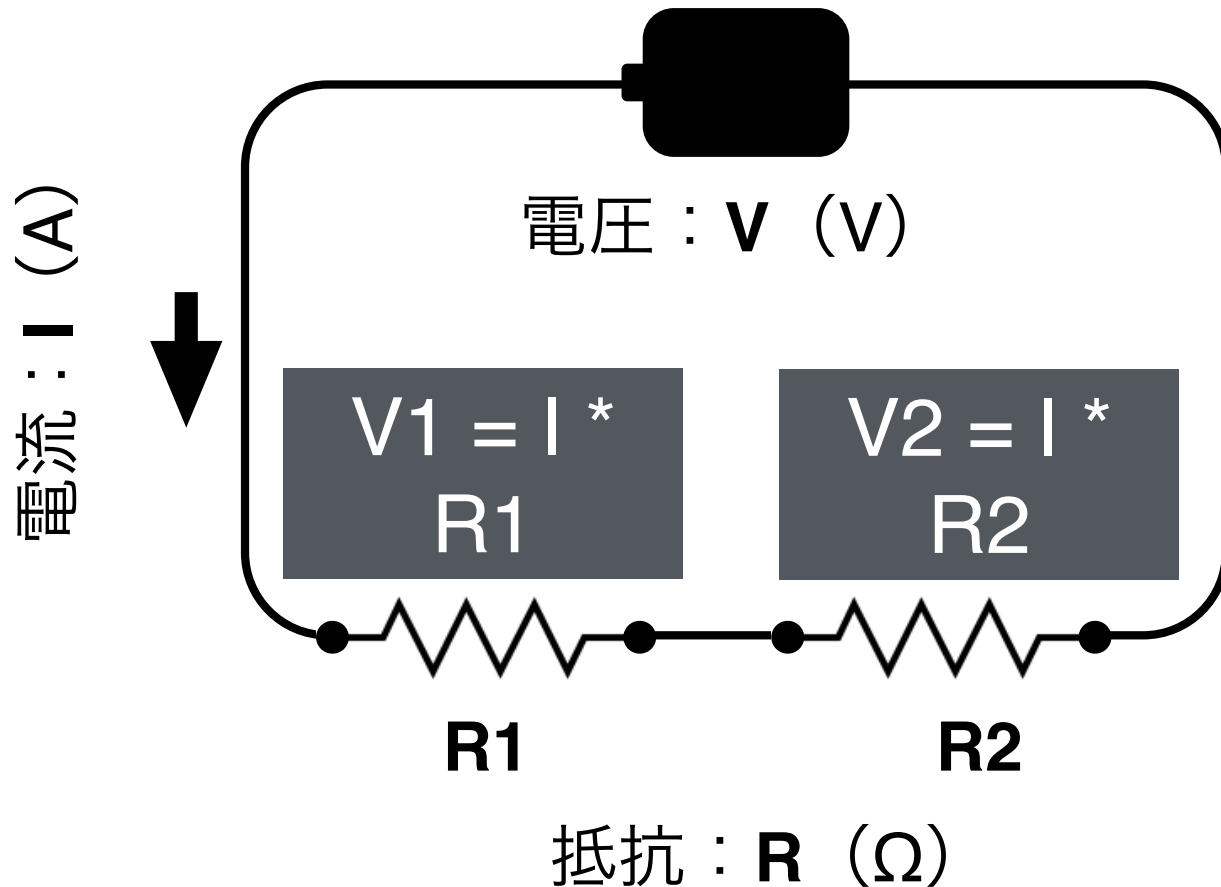 電圧：V（V）
電流：I（A）
V1 = I *
R1
V2 = I *
R2
R1
R2
抵抗：R（Ω）